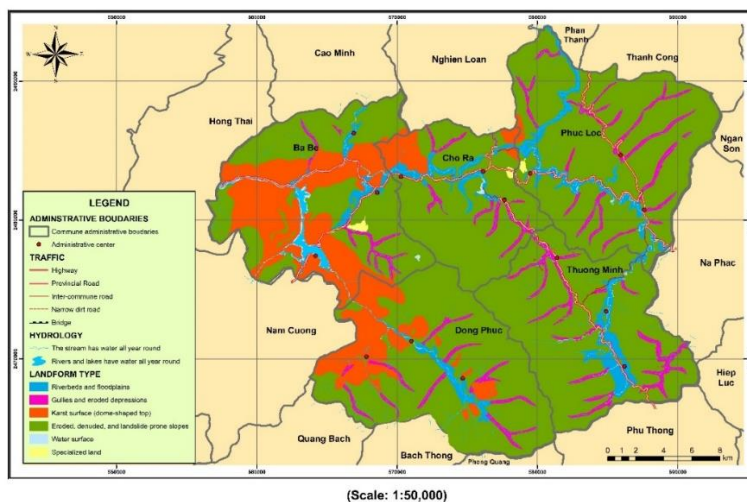 Phan
Thanh
Cao Minh
Nghien Loan
Thanh Cong
Hong Thai
Phuc Loc
Ngan
Son
Ba Be
Cho Ra
LEGEND
ADMINSTRATIVE BOUDARIES
Commune administrative boudaries
Administrative center
TRAFFIC
Highway
Provincial Road
Inter-commune road
Narrow dirt road
Bridge
HYDROLOGY
The stream has water all year round
Rivers and lakes have water all year round
LANDFORM TYPE
Riverbeds and floodplains
Gullies and eroded depressions
Karst surface (dome-shaped top)
Eroded, denuded, and landslide prone slopes
Water surface
Specialized land
Na Phac
Thuong Minh
Nam Cuong
Dong Phuc
Hiep
Luc
Quang Bach
Phu Thong
Bach Thong
Phong Quang
0 1 2 4 6 8
km
(Scale: 1:50,000)